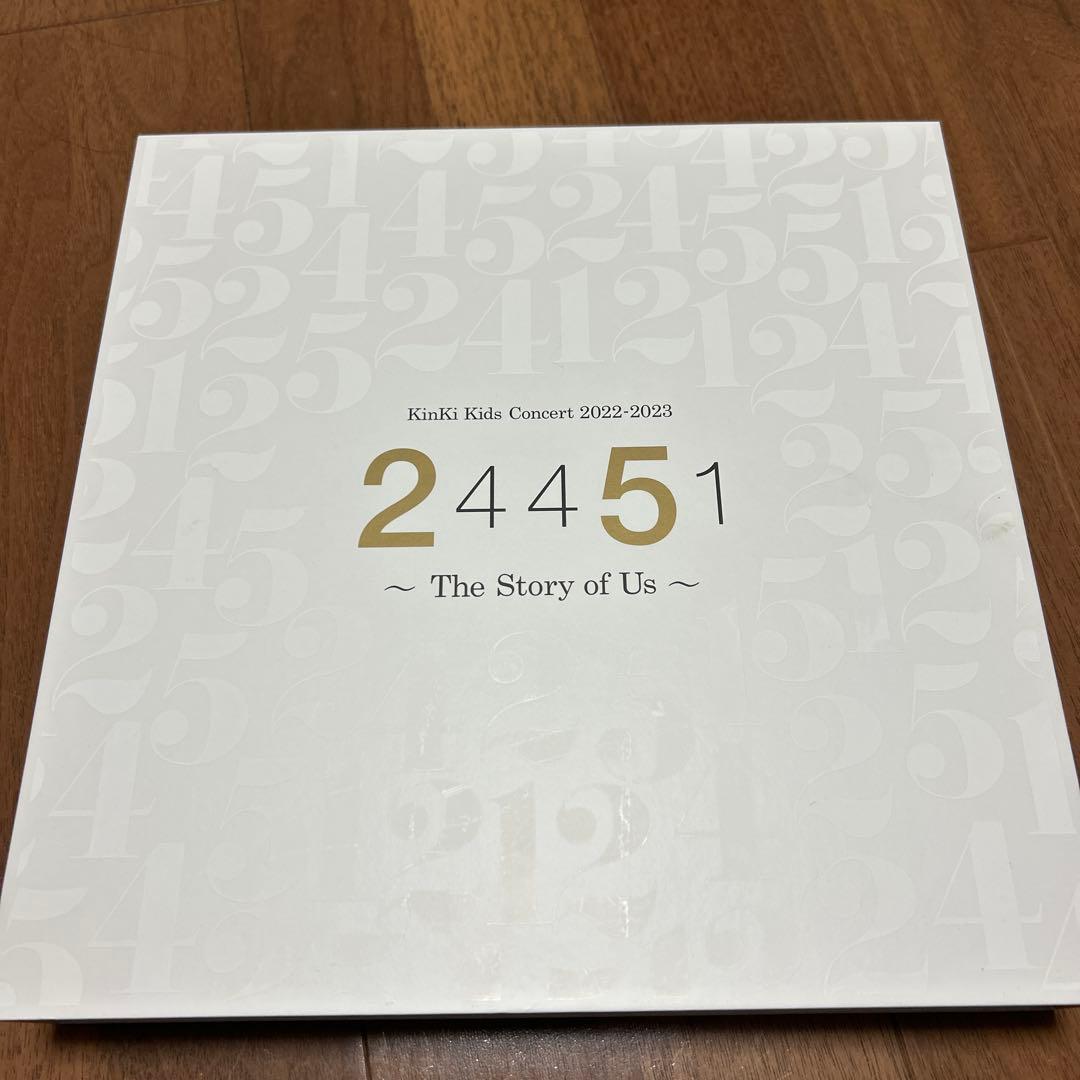 KinKi Kids Concert 2022-2023
24451
～ The Story of Us ～